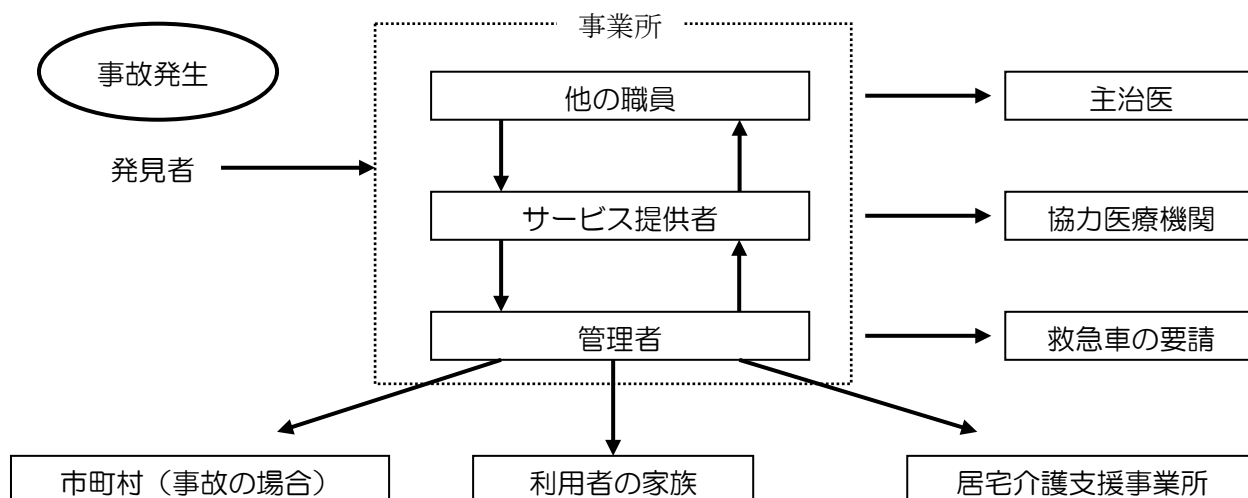 事業所
事故発生
他の職員
主治医
発見者
サービス提供者
協力医療機関
管理者
救急車の要請
市町村（事故の場合）
利用者の家族
居宅介護支援事業所